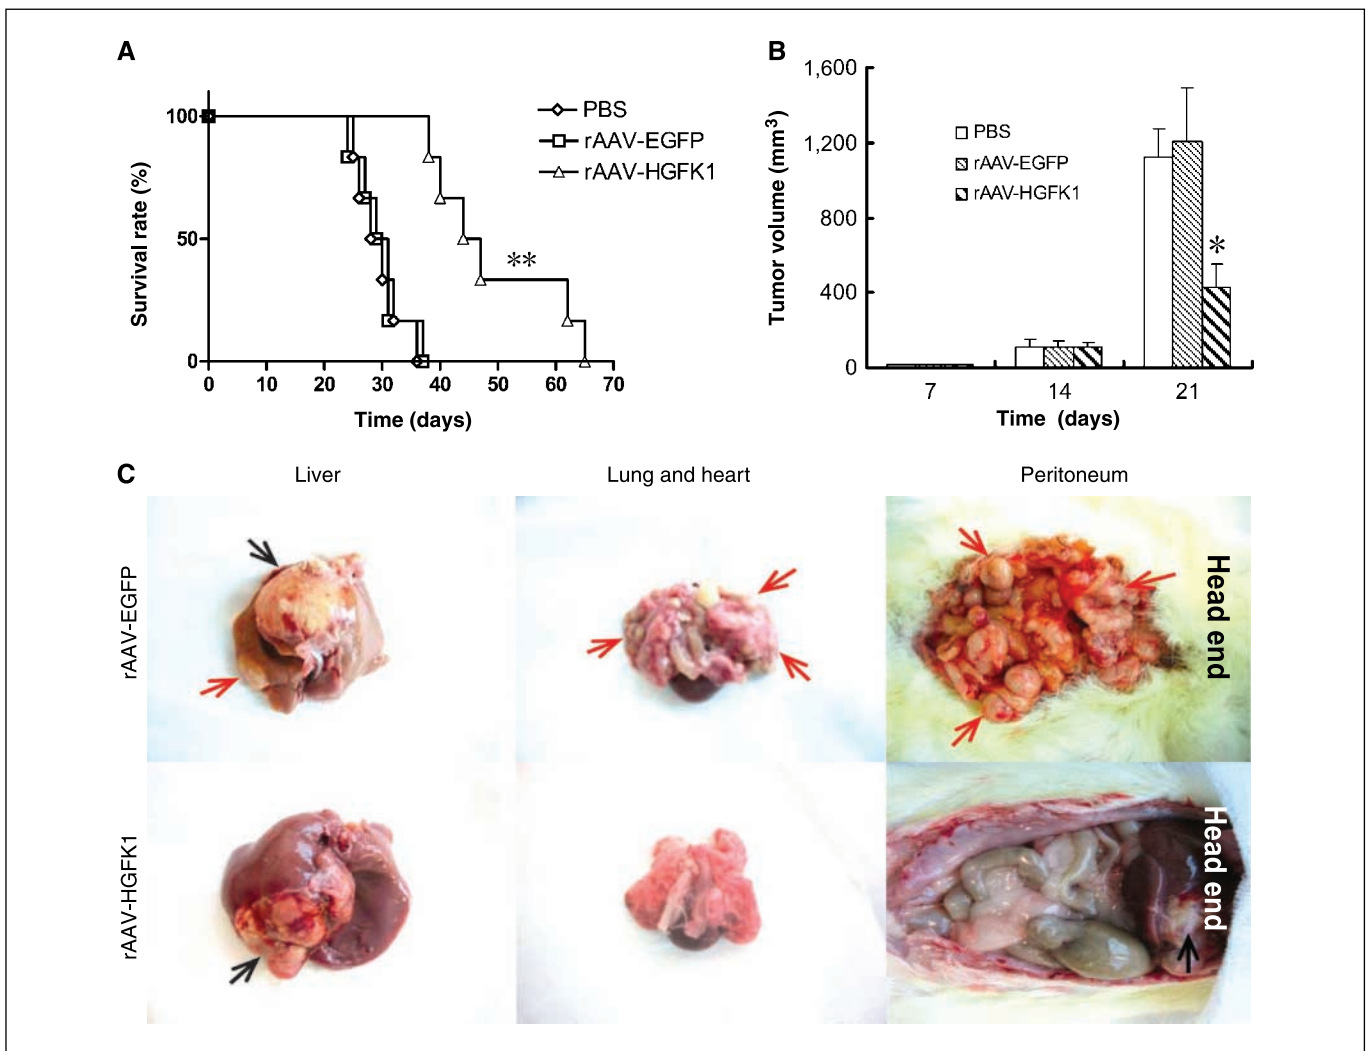 A
B
PBS
rAAV-EGFP
rAAV-HGFK1
Survival rate (%)
100
50
0
**
0 10 20 30 40 50 60 70
Time (days)
Tumor volume (mm3)
1,600
1,200
800
400
0
PBS
rAAV-EGFP
rAAV-HGFK1
*
7 14 21
Time (days)
C
Liver Lung and heart Peritoneum
rAAV-EGFP
Head end
rAAV-HGFK1
Head end